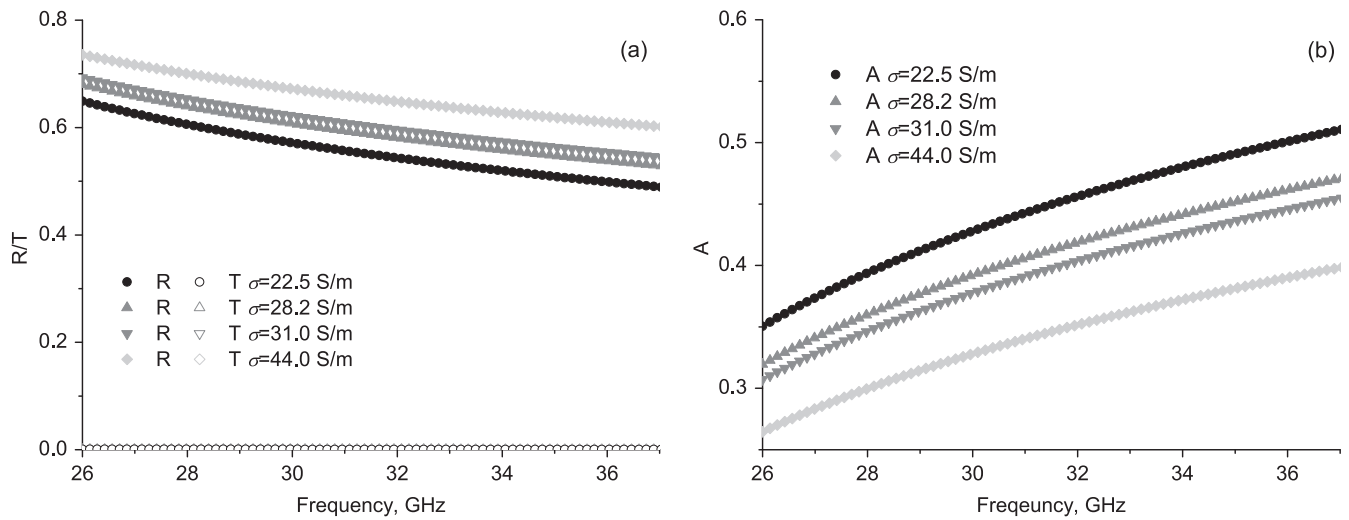 0.8
0.6
0.4
0.2
0.0
R/T
(a)
R T σ=22.5 S/m
R T σ=28.2 S/m
R T σ=31.0 S/m
R T σ=44.0 S/m
26 28 30 32 34 36
Frequency, GHz
0.6
0.5
0.4
0.3
A
(b)
A σ=22.5 S/m
A σ=28.2 S/m
A σ=31.0 S/m
A σ=44.0 S/m
26 28 30 32 34 36
Freqeuncy, GHz